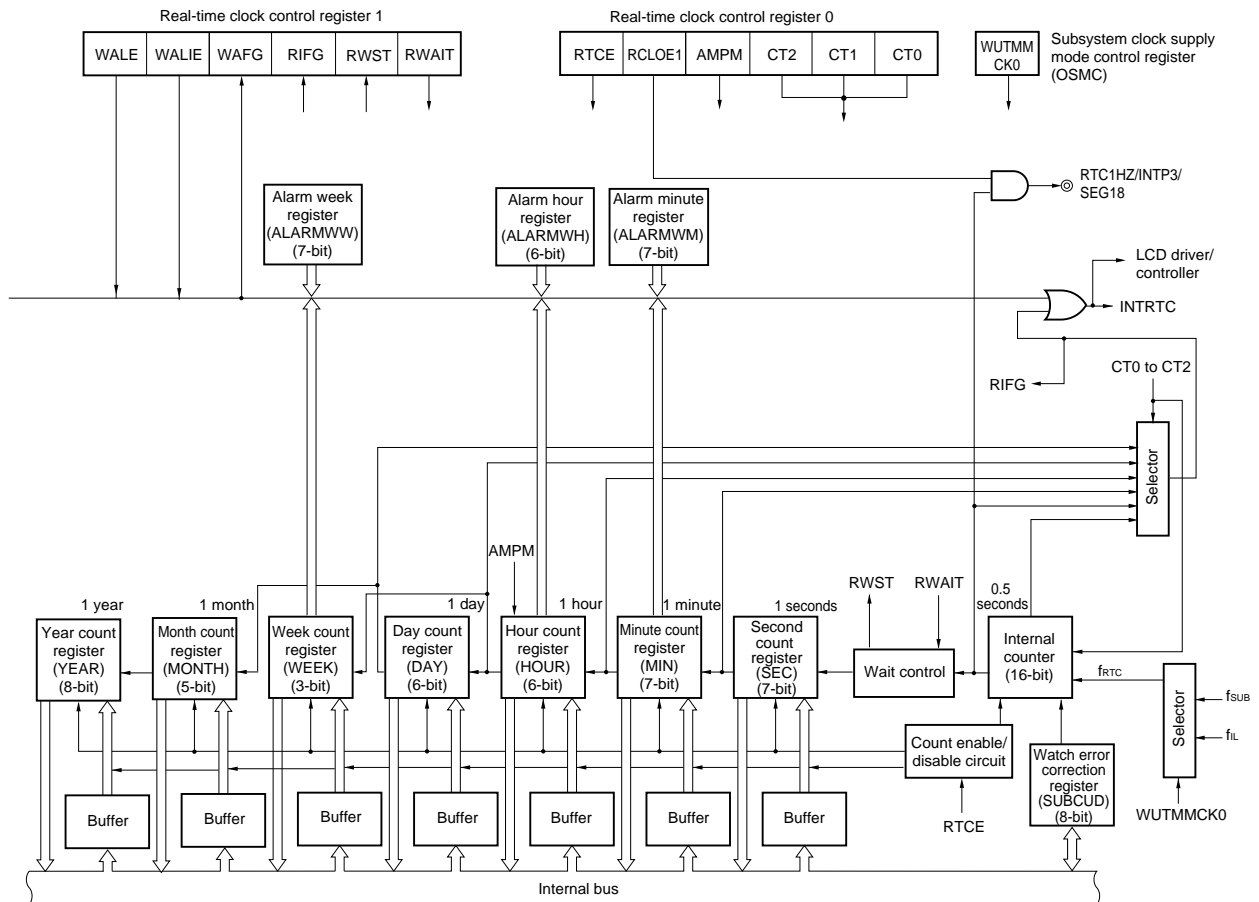 Real-time clock control register 1
Real-time clock control register 0
WALE
WALIE
WAFG
RIFG
RWST
RWAIT
RTCE
RCLOE1
AMPM
CT2
CT1
CT0
WUTMM
CK0
Subsystem clock supply
mode control register
(OSMC)
Alarm week
register
(ALARMWW)
(7-bit)
Alarm hour
register
(ALARMWH)
(6-bit)
Alarm minute
register
(ALARMWM)
(7-bit)
RTC1HZ/INTP3/
SEG18
LCD driver/
controller
INTRTC
RIFG
CT0 to CT2
Selector
AMPM
RWST
RWAIT
0.5
seconds
1 year
1 month
1 day
1 hour
1 minute
1 seconds
Year count
register
(YEAR)
(8-bit)
Month count
register
(MONTH)
(5-bit)
Week count
register
(WEEK)
(3-bit)
Day count
register
(DAY)
(6-bit)
Hour count
register
(HOUR)
(6-bit)
Minute count
register
(MIN)
(7-bit)
Second
count
register
(SEC)
(7-bit)
Wait control
Internal
counter
(16-bit)
fRTC
Selector
fSUB
fIL
WUTMMCK0
Count enable/
disable circuit
RTCE
Watch error
correction
register
(SUBCUD)
(8-bit)
Buffer
Buffer
Buffer
Buffer
Buffer
Buffer
Buffer
Internal bus